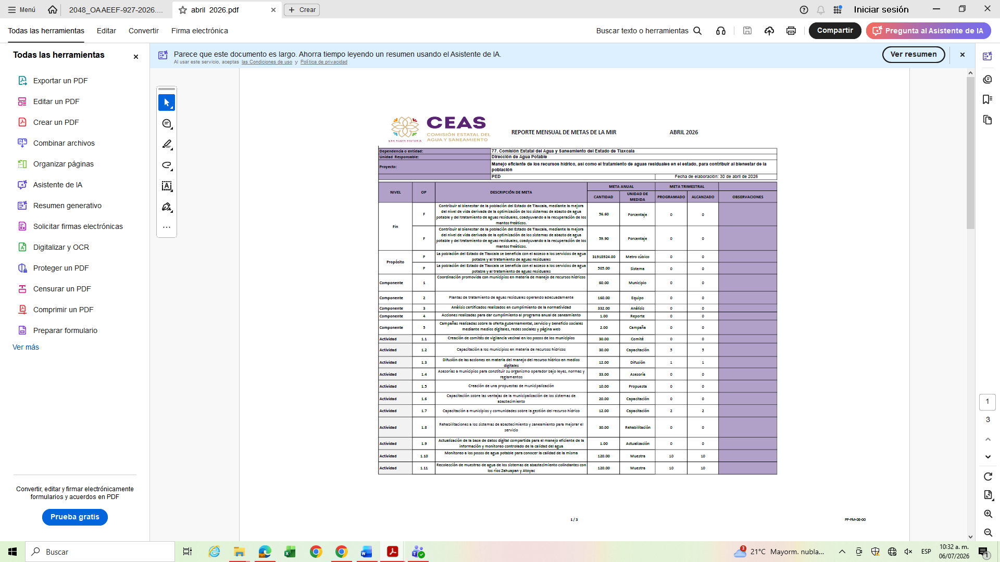 Menú
2048_OAAEEF-927-2026....
abril 2026.pdf
Crear
Iniciar sesión
Todas las herramientas
Editar
Convertir
Firma electrónica
Buscar texto o herramientas
Compartir
Pregunta al Asistente de IA
Todas las herramientas
Parece que este documento es largo. Ahorra tiempo leyendo un resumen usando el Asistente de IA.
Al usar este servicio, aceptas las Condiciones de uso y Política de privacidad
Ver resumen
Exportar un PDF
Editar un PDF
Crear un PDF
Combinar archivos
Organizar páginas
Asistente de IA
Resumen generativo
Solicitar firmas electrónicas
Digitalizar y OCR
Proteger un PDF
Censurar un PDF
Comprimir un PDF
Preparar formulario
Ver más
Convertir, editar y firmar electrónicamente
formularios y acuerdos en PDF
Prueba gratis
CEAS
COMISIÓN ESTATAL DEL
AGUA Y SANEAMIENTO
UNA NUEVA HISTORIA
REPORTE MENSUAL DE METAS DE LA MIR
ABRIL 2026
Dependencia o entidad: 77. Comisión Estatal del Agua y Saneamiento del Estado de Tlaxcala
Unidad Responsable: Dirección de Agua Potable
Proyecto: Manejo eficiente de los recursos hídrico, así como el tratamiento de aguas residuales en el estado, para contribuir al bienestar de la
población
PED Fecha de elaboración: 30 de abril de 2026
NIVEL OP DESCRIPCIÓN DE META META ANUAL META TRIMESTRAL
CANTIDAD UNIDAD DE MEDIDA PROGRAMADO ALCANZADO OBSERVACIONES
Fin
F Contribuir al bienestar de la población del Estado de Tlaxcala, mediante la mejora
del nivel de vida derivada de la optimización de los sistemas de abasto de agua
potable y del tratamiento de aguas residuales, coadyuvando a la recuperación de los
mantos freáticos. 56.60 Porcentaje 0 0
F Contribuir al bienestar de la población del Estado de Tlaxcala, mediante la mejora
del nivel de vida derivada de la optimización de los sistemas de abasto de agua
potable y del tratamiento de aguas residuales, coadyuvando a la recuperación de los
mantos freáticos. 59.90 Porcentaje 0 0
Propósito
P La población del Estado de Tlaxcala se beneficia con el acceso a los servicios de agua
potable y al tratamiento de aguas residuales 31918924.00 Metro cúbico 0 0
P La población del Estado de Tlaxcala se beneficia con el acceso a los servicios de agua
potable y al tratamiento de aguas residuales 505.00 Sistema 0 0
Componente 1 Coordinación promovida con municipios en materia de manejo de recursos hídricos 60.00 Municipio 0 0
Componente 2 Plantas de tratamiento de aguas residuales operando adecuadamente 160.00 Equipo 0 0
Componente 3 Análisis certificados realizados en cumplimiento de la normatividad 332.00 Análisis 0 0
Componente 4 Acciones realizadas para dar cumplimiento al programa anual de saneamiento 1.00 Reporte 0 0
Componente 5 Campañas realizadas sobre la oferta gubernamental, servicio y beneficio sociales
mediante medios digitales, redes sociales y página web 2.00 Campaña 0 0
Actividad 1.1 Creación de comités de vigilancia vecinal en los pozos de los municipios 30.00 Comité 0 0
Actividad 1.2 Capacitación a los municipios en materia de recursos hídricos 30.00 Capacitación 5 5
Actividad 1.3 Difusión de las acciones en materia del manejo del recurso hídrico en medios
digitales 12.00 Difusión 1 1
Actividad 1.4 Asesorías a municipios para constituir su organismo operador bajo leyes, normas y
reglamentos 33.00 Asesoría 0 0
Actividad 1.5 Creación de una propuestas de municipalización 10.00 Propuesta 0 0
Actividad 1.6 Capacitación sobre las ventajas de la municipalización de los sistemas de
abastecimiento 20.00 Capacitación 0 0
Actividad 1.7 Capacitación a municipios y comunidades sobre la gestión del recurso hídrico 12.00 Capacitación 2 2
Actividad 1.8 Rehabilitaciones a los sistemas de abastecimiento y saneamiento para mejorar el
servicio 30.00 Rehabilitación 0 0
Actividad 1.9 Actualización de la base de datos digital compartida para el manejo eficiente de la
información y monitoreo controlado de la calidad del agua 1.00 Actualización 0 0
Actividad 1.10 Monitoreo a los pozos de agua potable para conocer la calidad de la misma 120.00 Muestra 10 10
Actividad 1.11 Recolección de muestras de agua de los sistemas de abastecimiento colindantes con
los ríos Zahuapan y Atoyac 120.00 Muestra 10 10
1 / 3
PP-FM-0E-00
1
3
Buscar
3
21°C Mayorm. nubla...
ESP
10:32 a. m.
06/07/2026
1